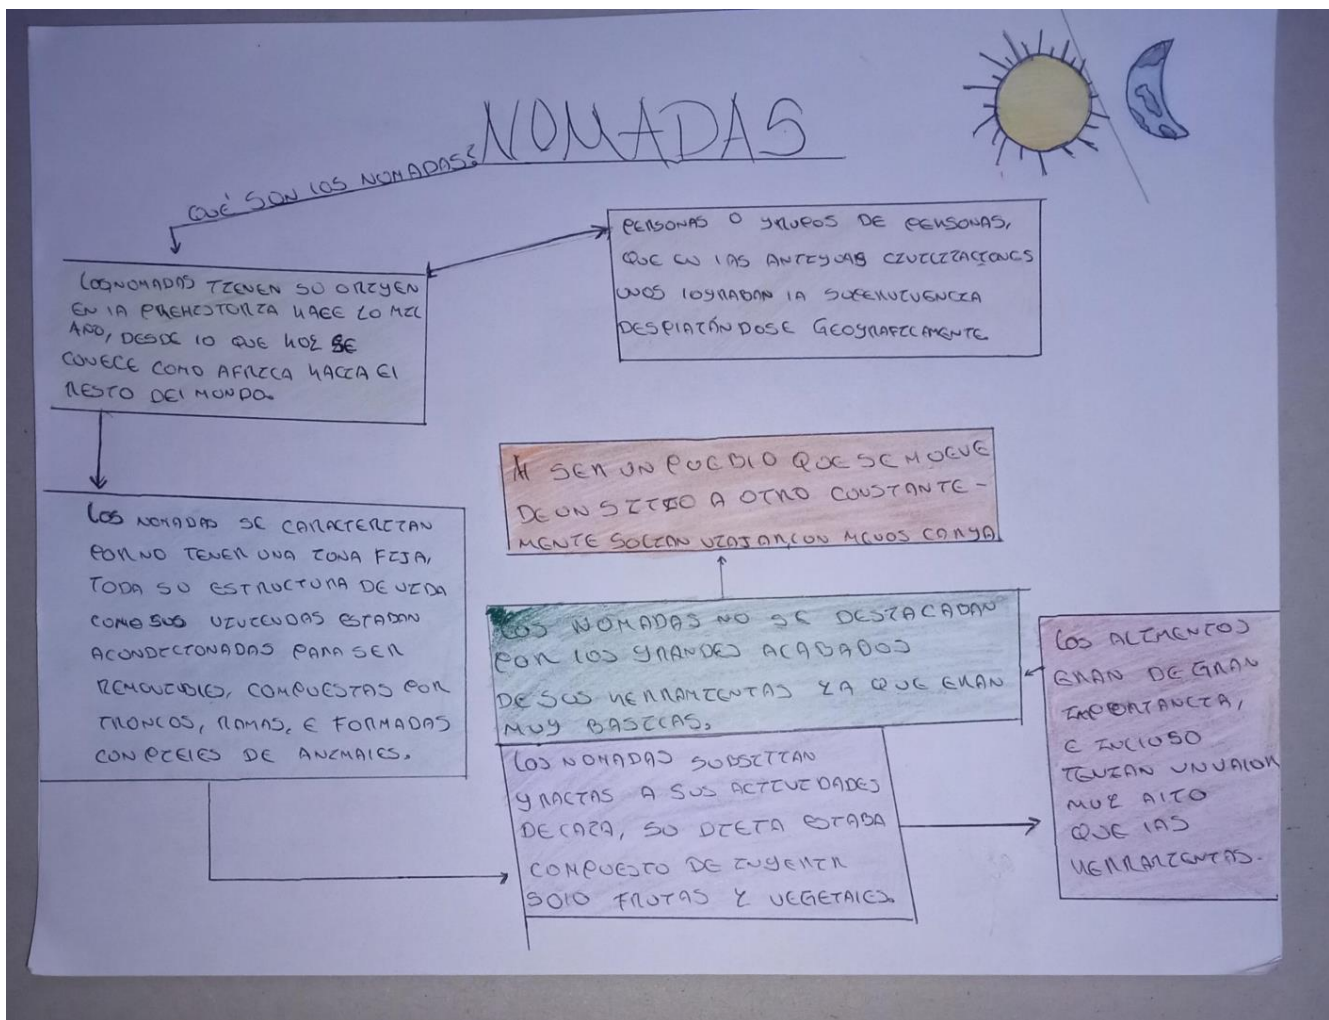 NOMADAS
QUÉ SON LOS NOMADAS?
PERSONAS O GRUPOS DE PERSONAS,
QUE EN LAS ANTIGUAS CIVILIZACIONES
UNOS LOGRABAN LA SUPERVIVENCIA
DESPLAZÁNDOSE GEOGRAFICAMENTE
LOS NOMADAS TIENEN SU ORIGEN
EN LA PREHISTORIA HACE 20 MIL
AÑO, DESDE LO QUE HOY SE
CONECE COMO AFRICA HACIA EL
RESTO DEL MUNDO.
LOS NOMADAS SE CARACTERIZAN
POR NO TENER UNA ZONA FIJA,
TODA SU ESTRUCTURA DE VIDA
COMO SUS VIVIENDAS ESTABAN
ACONDICIONADAS PARA SER
REMOVIBLES, COMPUESTAS POR
TRONCOS, RAMAS, E FORMADAS
CON PIELES DE ANIMALES.
AL SER UN PUEBLO QUE SE MUEVE
DE UN SITIO A OTRO CONSTANTE-
MENTE SOLIAN VIAJAR CON MENOS CARGA
LOS NOMADAS NO SE DESTACABAN
POR LOS GRANDES ACABADOS
DE SUS HERRAMIENTAS YA QUE ERAN
MUY BASICAS.
LOS NOMADAS SUBSITIAN
GRACIAS A SUS ACTIVIDADES
DE CAZA, SU DIETA ESTABA
COMPUESTO DE INGERIR
SOLO FRUTAS Y VEGETALES.
LOS ALIMENTOS
ERAN DE GRAN
IMPORTANCIA,
E INCLUSO
TENIAN UN VALOR
MUY ALTO
QUE LAS
HERRAMIENTAS.